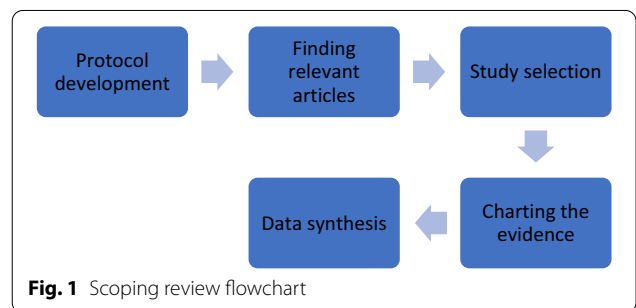 Protocol
development
Finding
relevant
articles
Study selection
Charting the
evidence
Data synthesis
Fig. 1 Scoping review flowchart